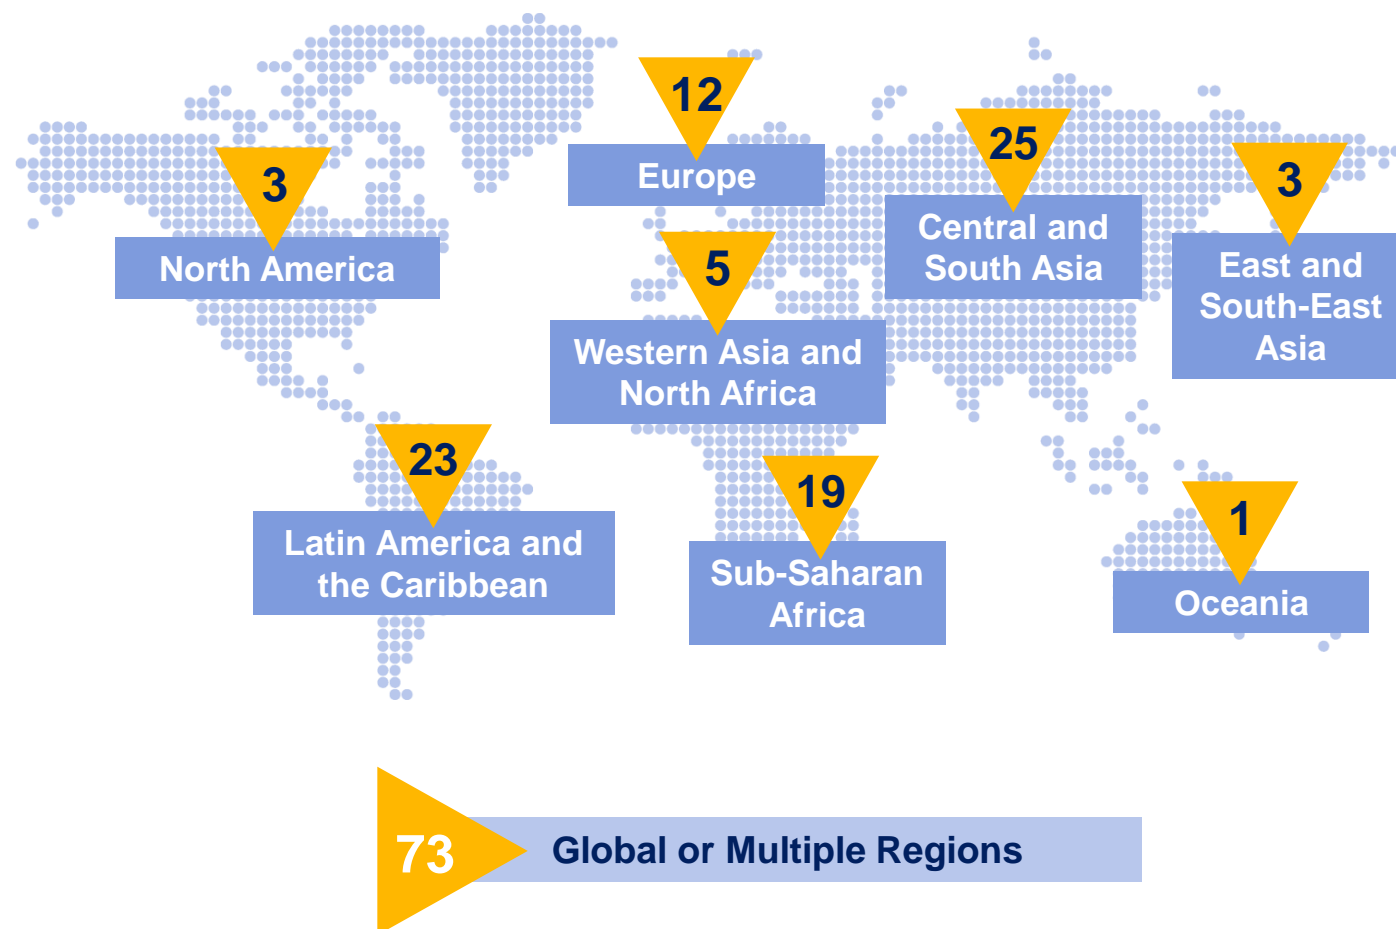 12
Europe
25
Central and
South Asia
3
East and
South-East
Asia
3
North America
5
Western Asia and
North Africa
23
Latin America and
the Caribbean
19
Sub-Saharan
Africa
1
Oceania
73
Global or Multiple Regions